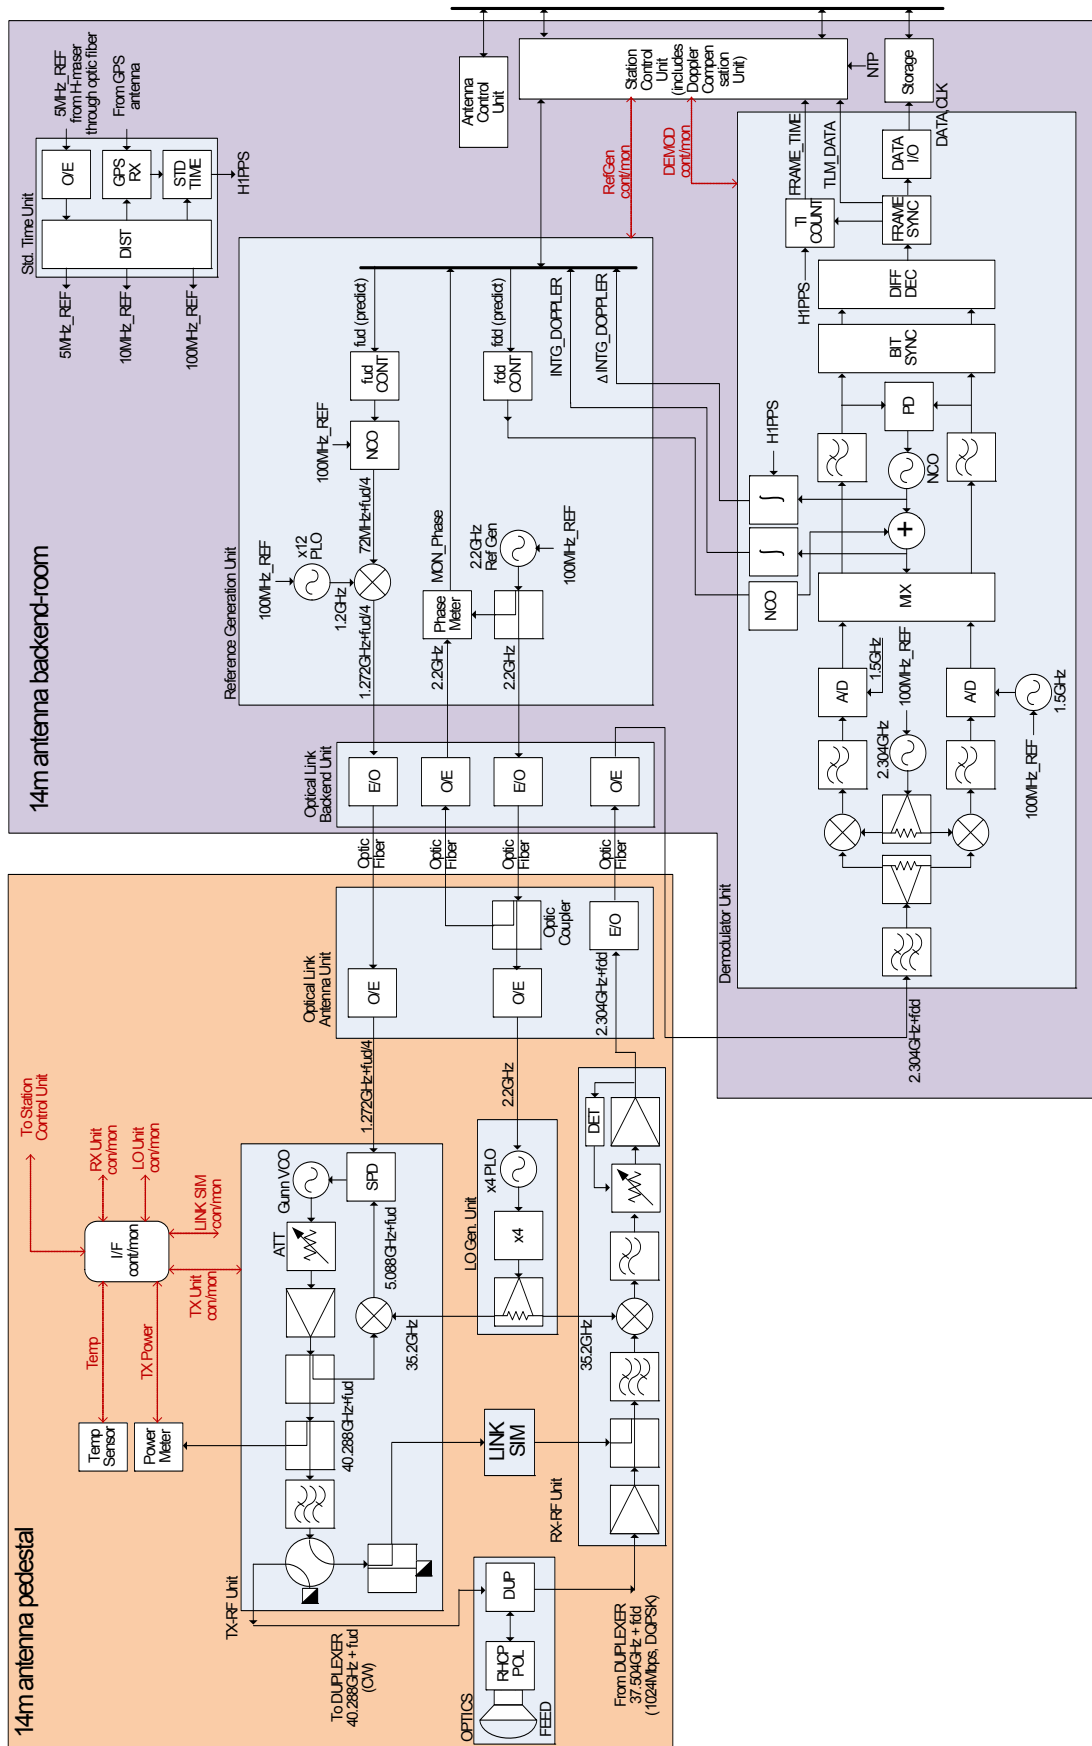 14m antenna pedestal
14m antenna backend-room
To Station
Control Unit
I/F
cont/mon
RX Unit
con/mon
LO Unit
con/mon
LINK SIM
con/mon
TX Unit
con/mon
Temp
TX Power
Temp
Sensor
Power
Meter
TX-RF Unit
Gunn VCO
ATT
SPD
5.088GHz+fud
40.288GHz+fud
35.2GHz
1.272GHz+fud/4
To DUPLEXER
40.288GHz + fud
(CW)
OPTICS
FEED
RHCP
POL
DUP
LINK
SIM
LO Gen. Unit
x4 PLO
x4
2.2GHz
35.2GHz
RX-RF Unit
DET
From DUPLEXER
37.504GHz + fdd
(1024Mbps, DQPSK)
Optical Link
Antenna Unit
O/E
O/E
Optic
Coupler
E/O
2.304GHz+fdd
Optic
Fiber
Optic
Fiber
Optic
Fiber
Optic
Fiber
Optical Link
Backend Unit
E/O
O/E
E/O
O/E
Reference Generation Unit
1.272GHz+fud/4
2.2GHz
2.2GHz
100MHz_REF
x12
PLO
1.2GHz
72MHz+fud/4
100MHz_REF
NCO
fud
CONT
fud (predict)
Phase
Meter
MON_Phase
2.2GHz
Ref Gen
100MHz_REF
fdd
CONT
fdd (predict)
INTG_DOPPLER
Δ INTG_DOPPLER
Std. Time Unit
DIST
O/E
GPS
RX
STD
TIME
5MHz_REF
from H-maser
through optic fiber
From GPS
antenna
H1PPS
5MHz_REF
10MHz_REF
100MHz_REF
Antenna
Control
Unit
Station
Control
Unit
(includes
Doppler
Compen
sation
Unit)
RefGen
cont/mon
DEMOD
cont/mon
NTP
Storage
DATA,CLK
FRAME_TIME
TLM_DATA
Demodulator Unit
2.304GHz+fdd
2.304GHz
100MHz_REF
A/D
A/D
1.5GHz
100MHz_REF
1.5GHz
MIX
NCO
∫
∫
H1PPS
+
NCO
PD
BIT
SYNC
DIFF
DEC
H1PPS
TI
COUNT
FRAME
SYNC
DATA
I/O